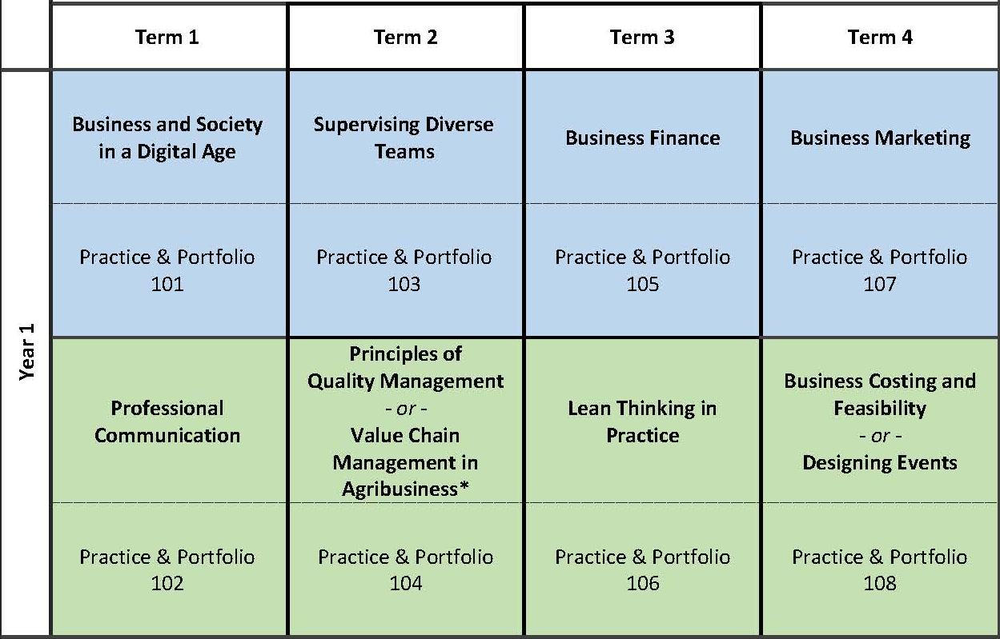 Term 1
Term 2
Term 3
Term 4
Year 1
Business and Society
in a Digital Age
Supervising Diverse
Teams
Business Finance
Business Marketing
Practice & Portfolio
101
Practice & Portfolio
103
Practice & Portfolio
105
Practice & Portfolio
107
Professional
Communication
Principles of
Quality Management
- or -
Value Chain
Management in
Agribusiness*
Lean Thinking in
Practice
Business Costing and
Feasibility
- or -
Designing Events
Practice & Portfolio
102
Practice & Portfolio
104
Practice & Portfolio
106
Practice & Portfolio
108